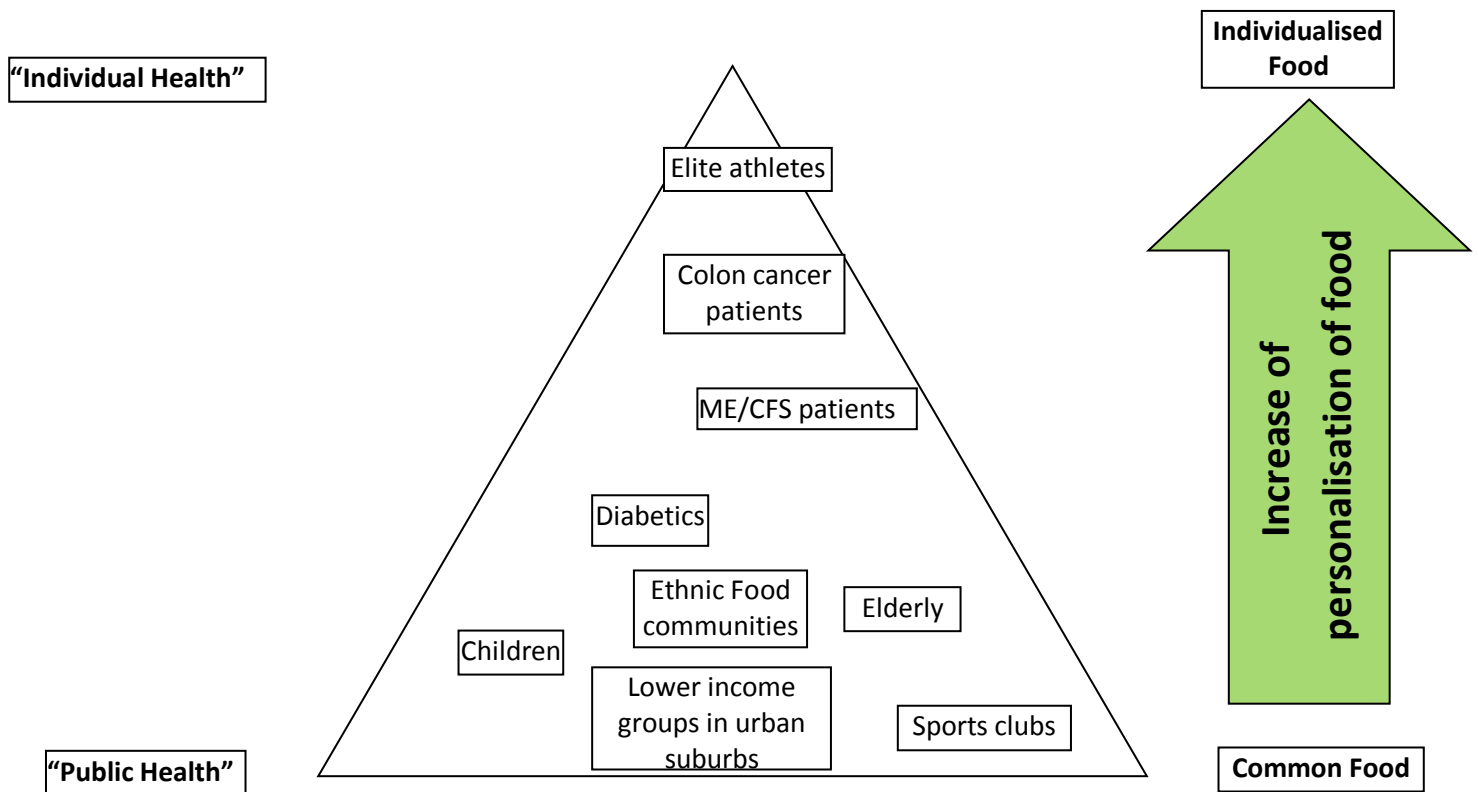 Individualised
Food
“Individual Health”
Elite athletes
Colon cancer
patients
ME/CFS patients
Diabetics
Ethnic Food
communities
Elderly
Children
Lower income
groups in urban
suburbs
Sports clubs
“Public Health”
Common Food
Increase of
personalisation of food